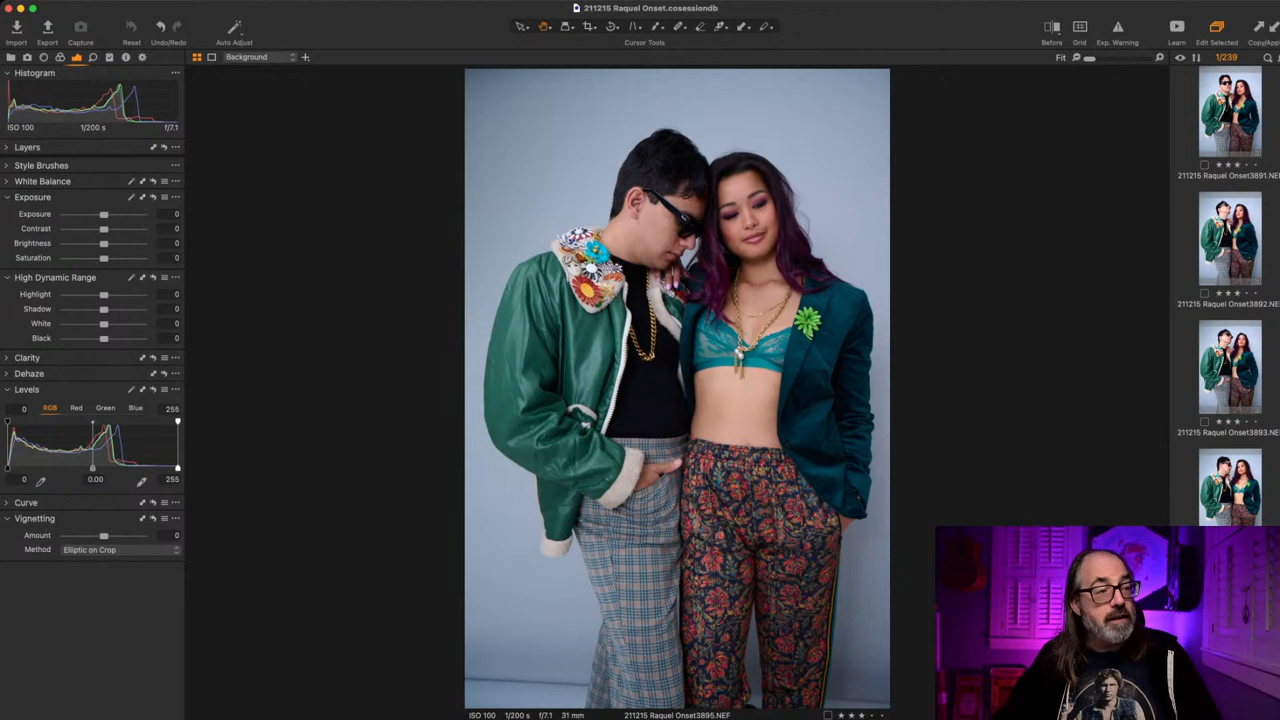 211215 Raquel Onset.cosessiondb
Import Export Capture Reset Undo/Redo Auto Adjust Cursor Tools Before Grid Exp. Warning Learn Edit Selected Copy/App
Background Fit 1/239
Histogram
ISO 100 1/200 s f/7.1
Layers
Style Brushes
White Balance
Exposure
Exposure 0
Contrast 0
Brightness 0
Saturation 0
High Dynamic Range
Highlight 0
Shadow 0
White 0
Black 0
Clarity
Dehaze
Levels
0 RGB Red Green Blue 255
0 0.00 255
Curve
Vignetting
Amount 0
Method Elliptic on Crop
211215 Raquel Onset3891.NEF
211215 Raquel Onset3892.NEF
211215 Raquel Onset3893.NEF
ISO 100 1/200 s f/7.1 31 mm 211215 Raquel Onset3895.NEF